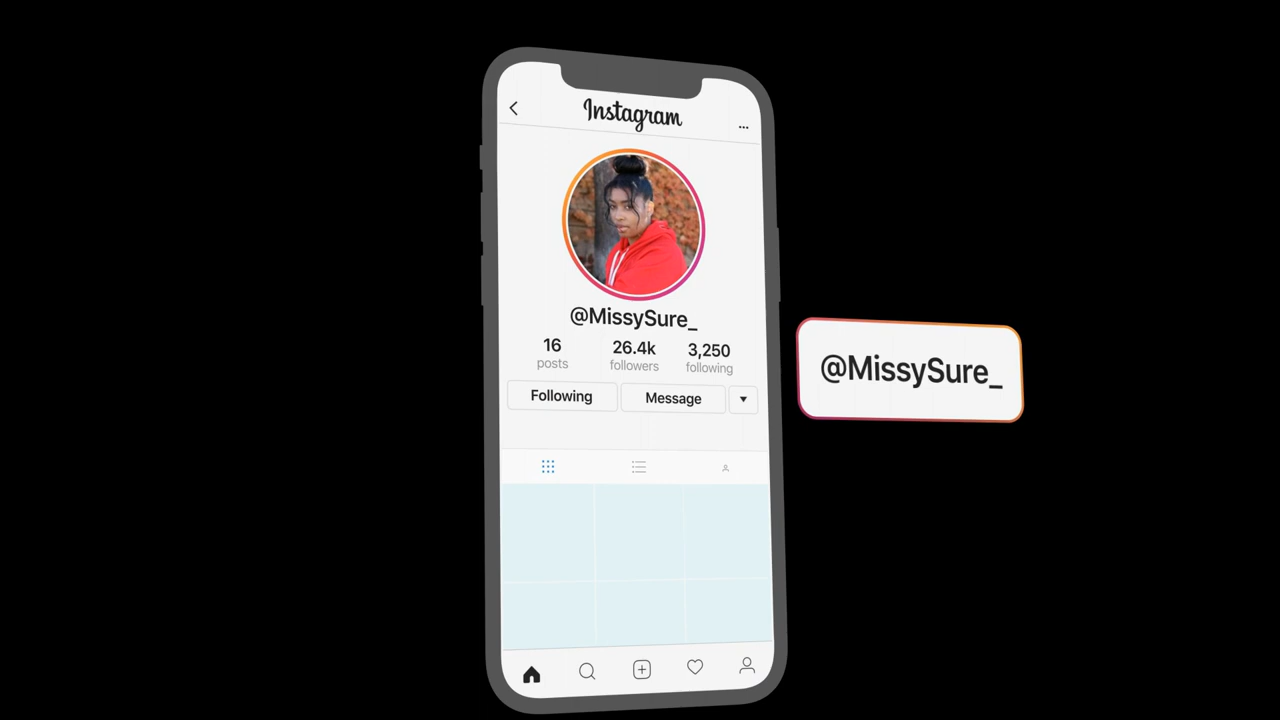 Instagram
@MissySure_
16 26.4k 3,250
posts followers following
Following Message
@MissySure_